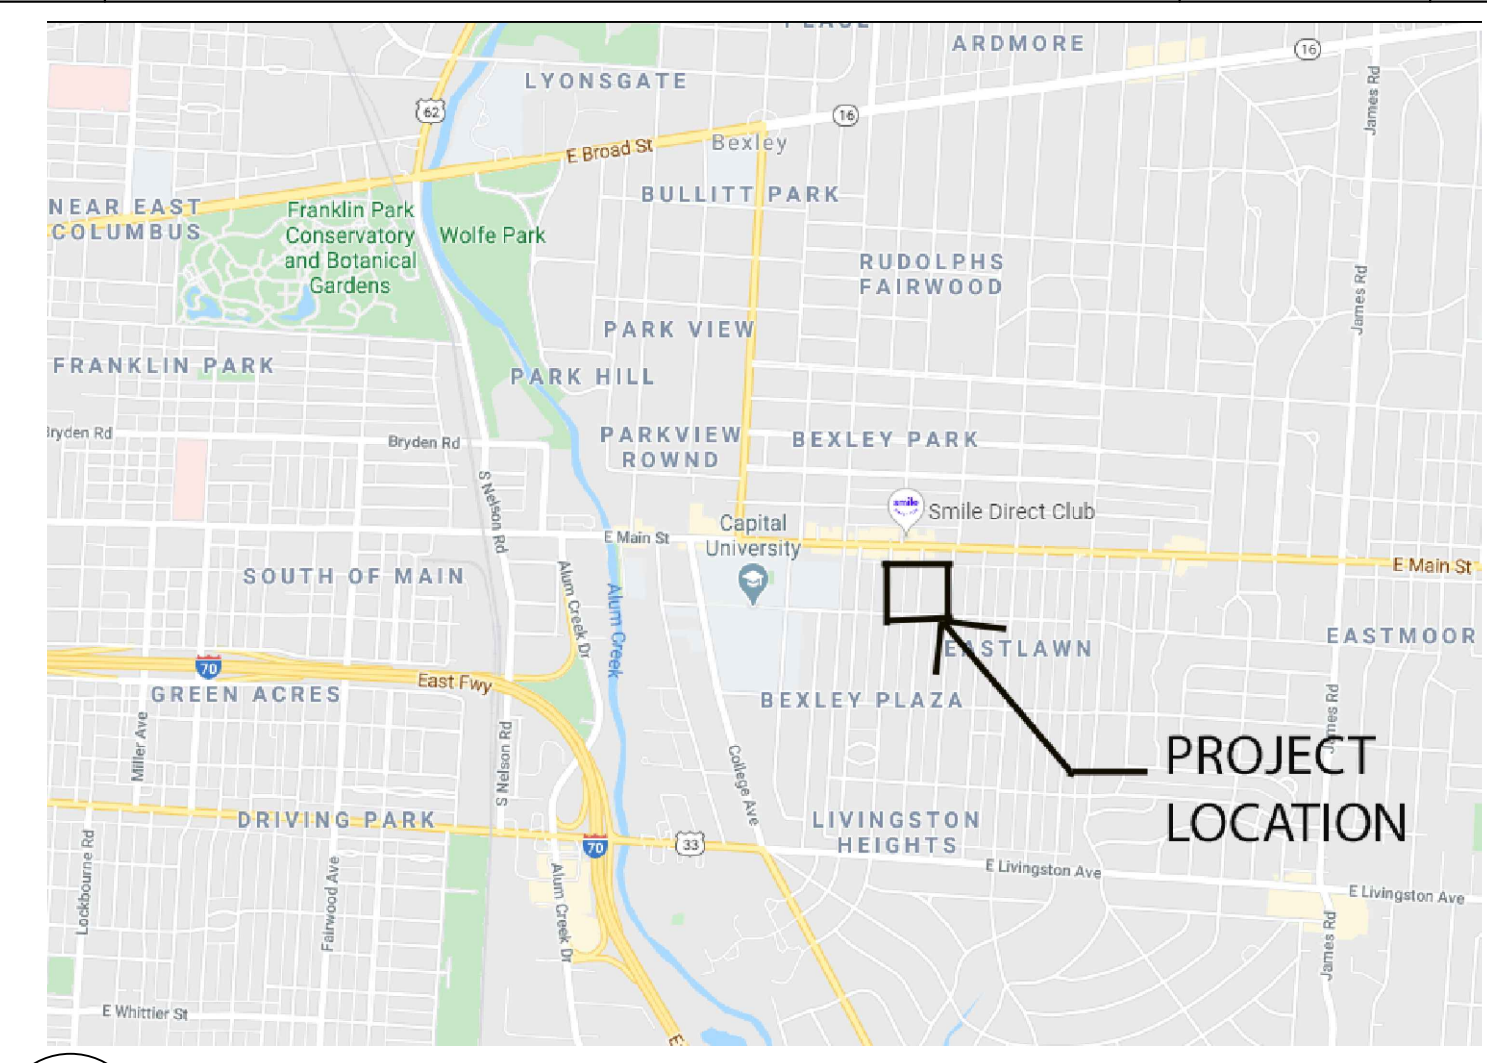 PLACE
ARDMORE
16
LYONSGATE
James Rd
62
16
E Broad St
Bexley
BULLITT PARK
NEAR EAST
COLUMBUS
Franklin Park
Conservatory
and Botanical
Gardens
Wolfe Park
RUDOLPHS
FAIRWOOD
James Rd
PARK VIEW
FRANKLIN PARK
PARK HILL
Bryden Rd
Bryden Rd
PARKVIEW
ROWND
BEXLEY PARK
S Nelson Rd
smile
Smile Direct Club
Capital
University
E Main St
E Main St
SOUTH OF MAIN
Alum Creek Dr
Alum Creek
EASTLAWN
EASTMOOR
70
East Fwy
GREEN ACRES
BEXLEY PLAZA
James Rd
Miller Ave
S Nelson Rd
College Ave
PROJECT
LOCATION
DRIVING PARK
LIVINGSTON
HEIGHTS
70
33
E Livingston Ave
E Livingston Ave
Lockbourne Rd
Fairwood Ave
Alum Creek Dr
James Rd
E Whittier St